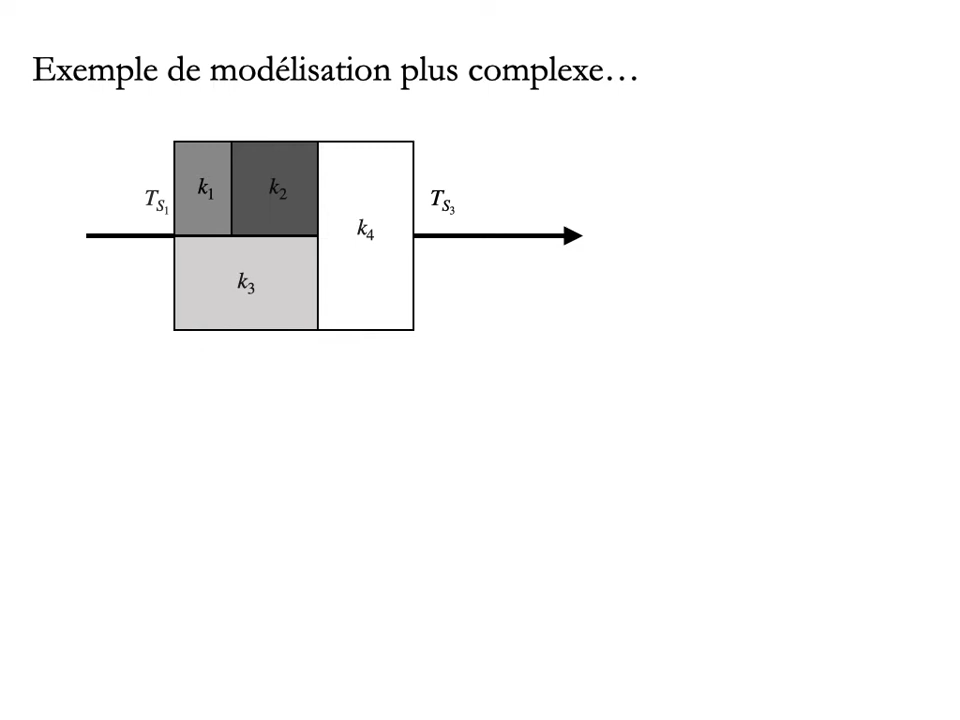 Exemple de modélisation plus complexe…
T_{S_1} k_1 k_2 T_{S_3}
k_4
k_3